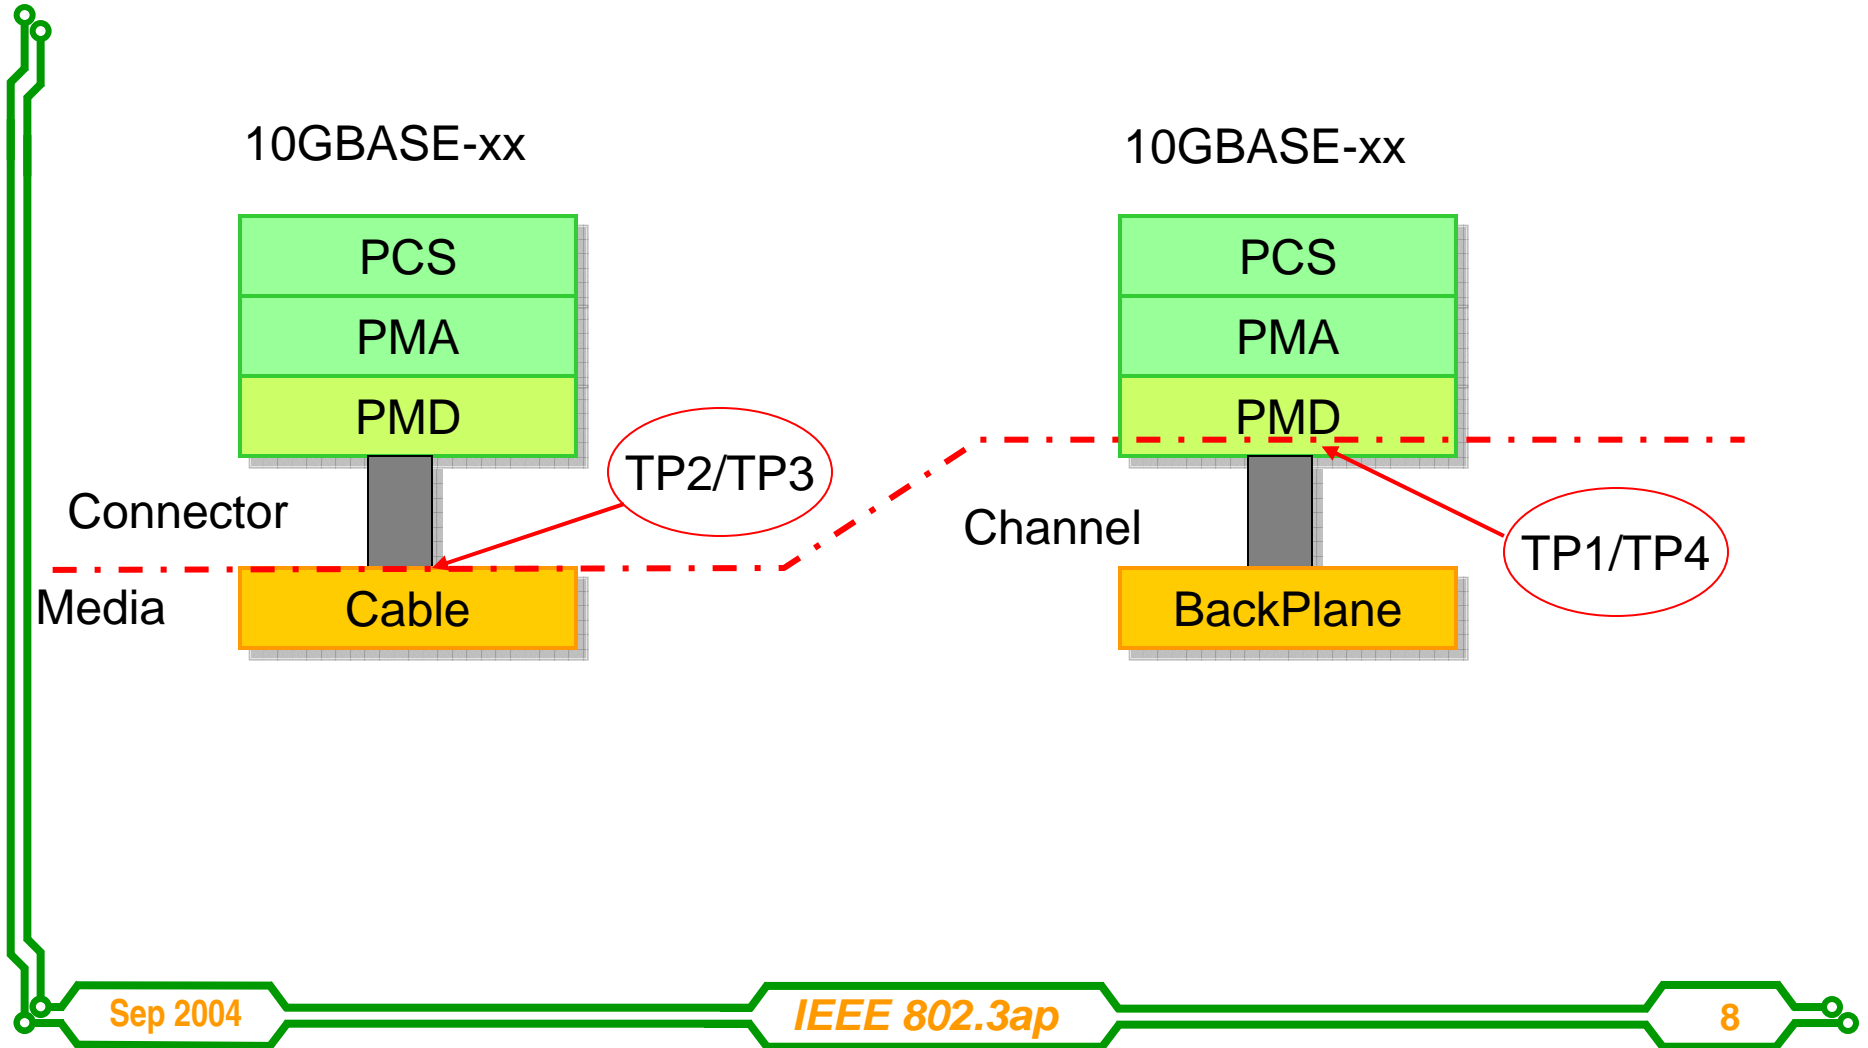 10GBASE-xx
PCS
PMA
PMD
TP2/TP3
Connector
Media
Cable
10GBASE-xx
PCS
PMA
PMD
Channel
TP1/TP4
BackPlane
Sep 2004
IEEE 802.3ap
8